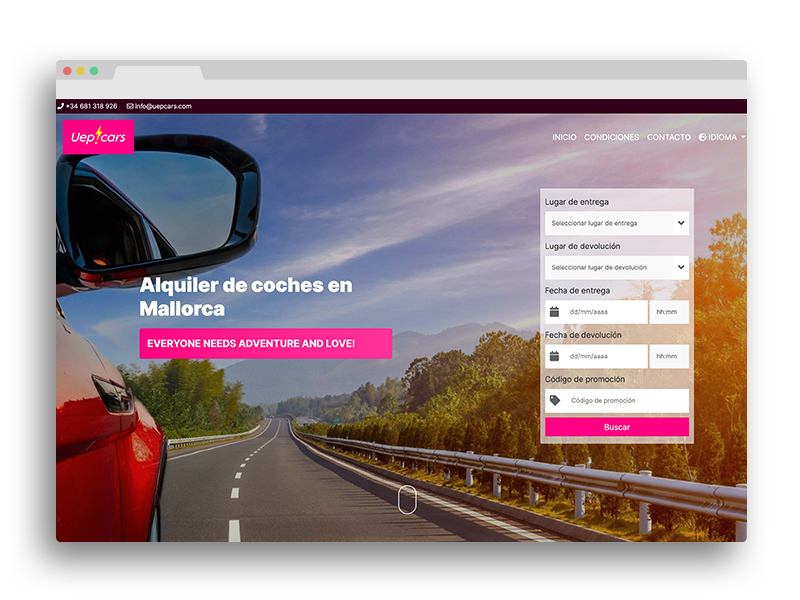 +34 681 318 926 info@uepcars.com
Uep!cars
INICIO CONDICIONES CONTACTO IDIOMA
Lugar de entrega
Seleccionar lugar de entrega
Lugar de devolución
Seleccionar lugar de devolución
Fecha de entrega
dd/mm/aaaa hh:mm
Fecha de devolución
dd/mm/aaaa hh:mm
Código de promoción
Código de promoción
Buscar
Alquiler de coches en
Mallorca
EVERYONE NEEDS ADVENTURE AND LOVE!